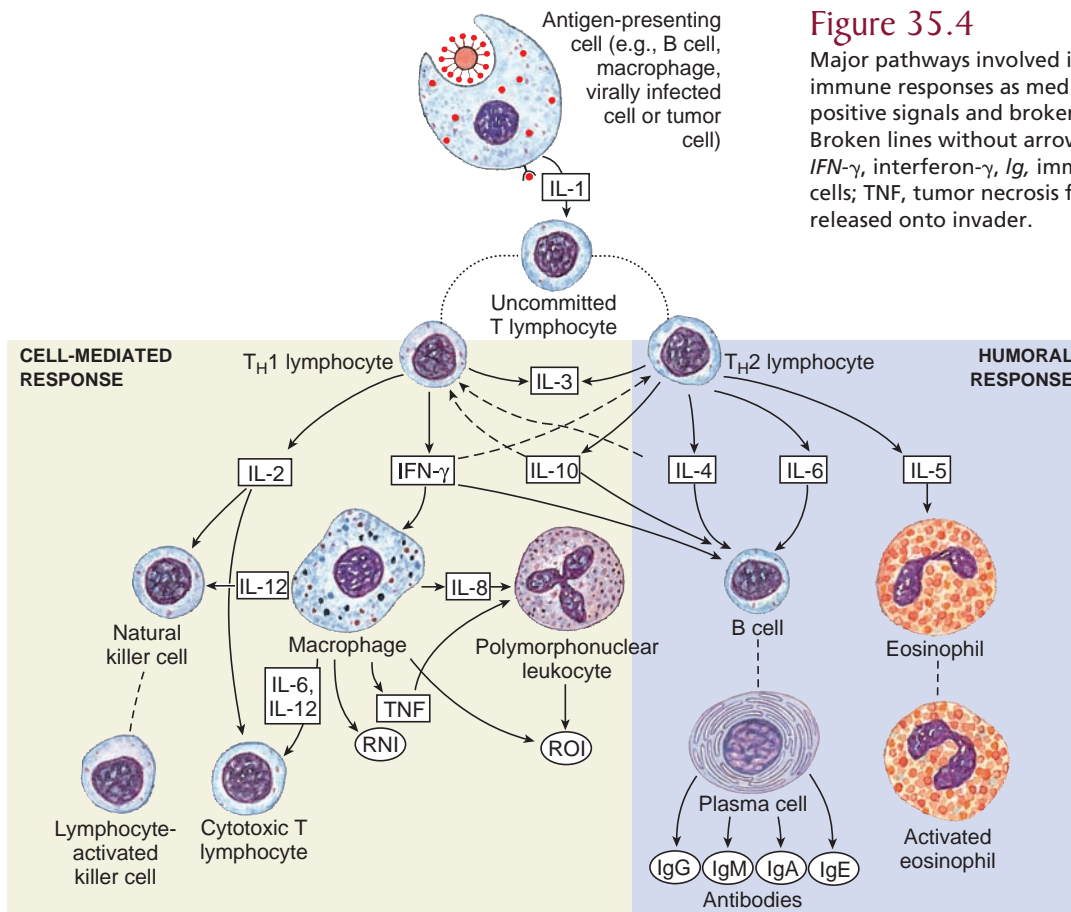 Antigen-presenting
cell (e.g., B cell,
macrophage,
virally infected
cell or tumor
cell)
Figure 35.4
Major pathways involved i
immune responses as med
positive signals and broken
Broken lines without arrow
IFN-γ, interferon-γ, Ig, imm
cells; TNF, tumor necrosis f
released onto invader.
IL-1
Uncommitted
T lymphocyte
CELL-MEDIATED
RESPONSE
TH1 lymphocyte
IL-3
TH2 lymphocyte
HUMORAL
RESPONSE
IL-2
IFN-γ
IL-10
IL-4
IL-6
IL-5
IL-12
IL-8
Natural
killer cell
Macrophage
Polymorphonuclear
leukocyte
B cell
Eosinophil
IL-6,
IL-12
TNF
RNI
ROI
Lymphocyte-
activated
killer cell
Cytotoxic T
lymphocyte
Plasma cell
Activated
eosinophil
IgG
IgM
IgA
IgE
Antibodies